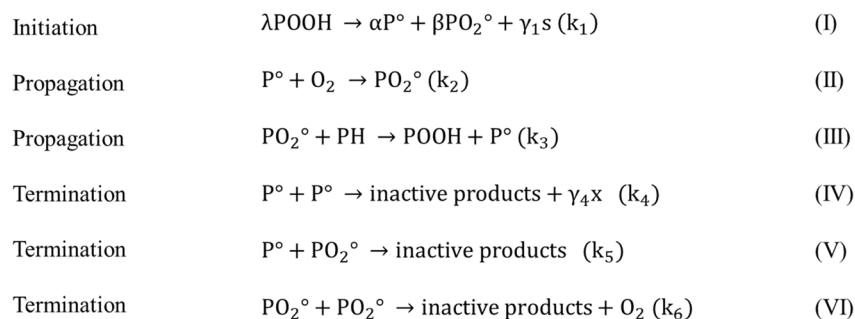 Initiation λPOOH → αP° + βPO₂° + γ₁s (k₁) (I)
Propagation P° + O₂ → PO₂° (k₂) (II)
Propagation PO₂° + PH → POOH + P° (k₃) (III)
Termination P° + P° → inactive products + γ₄x (k₄) (IV)
Termination P° + PO₂° → inactive products (k₅) (V)
Termination PO₂° + PO₂° → inactive products + O₂ (k₆) (VI)